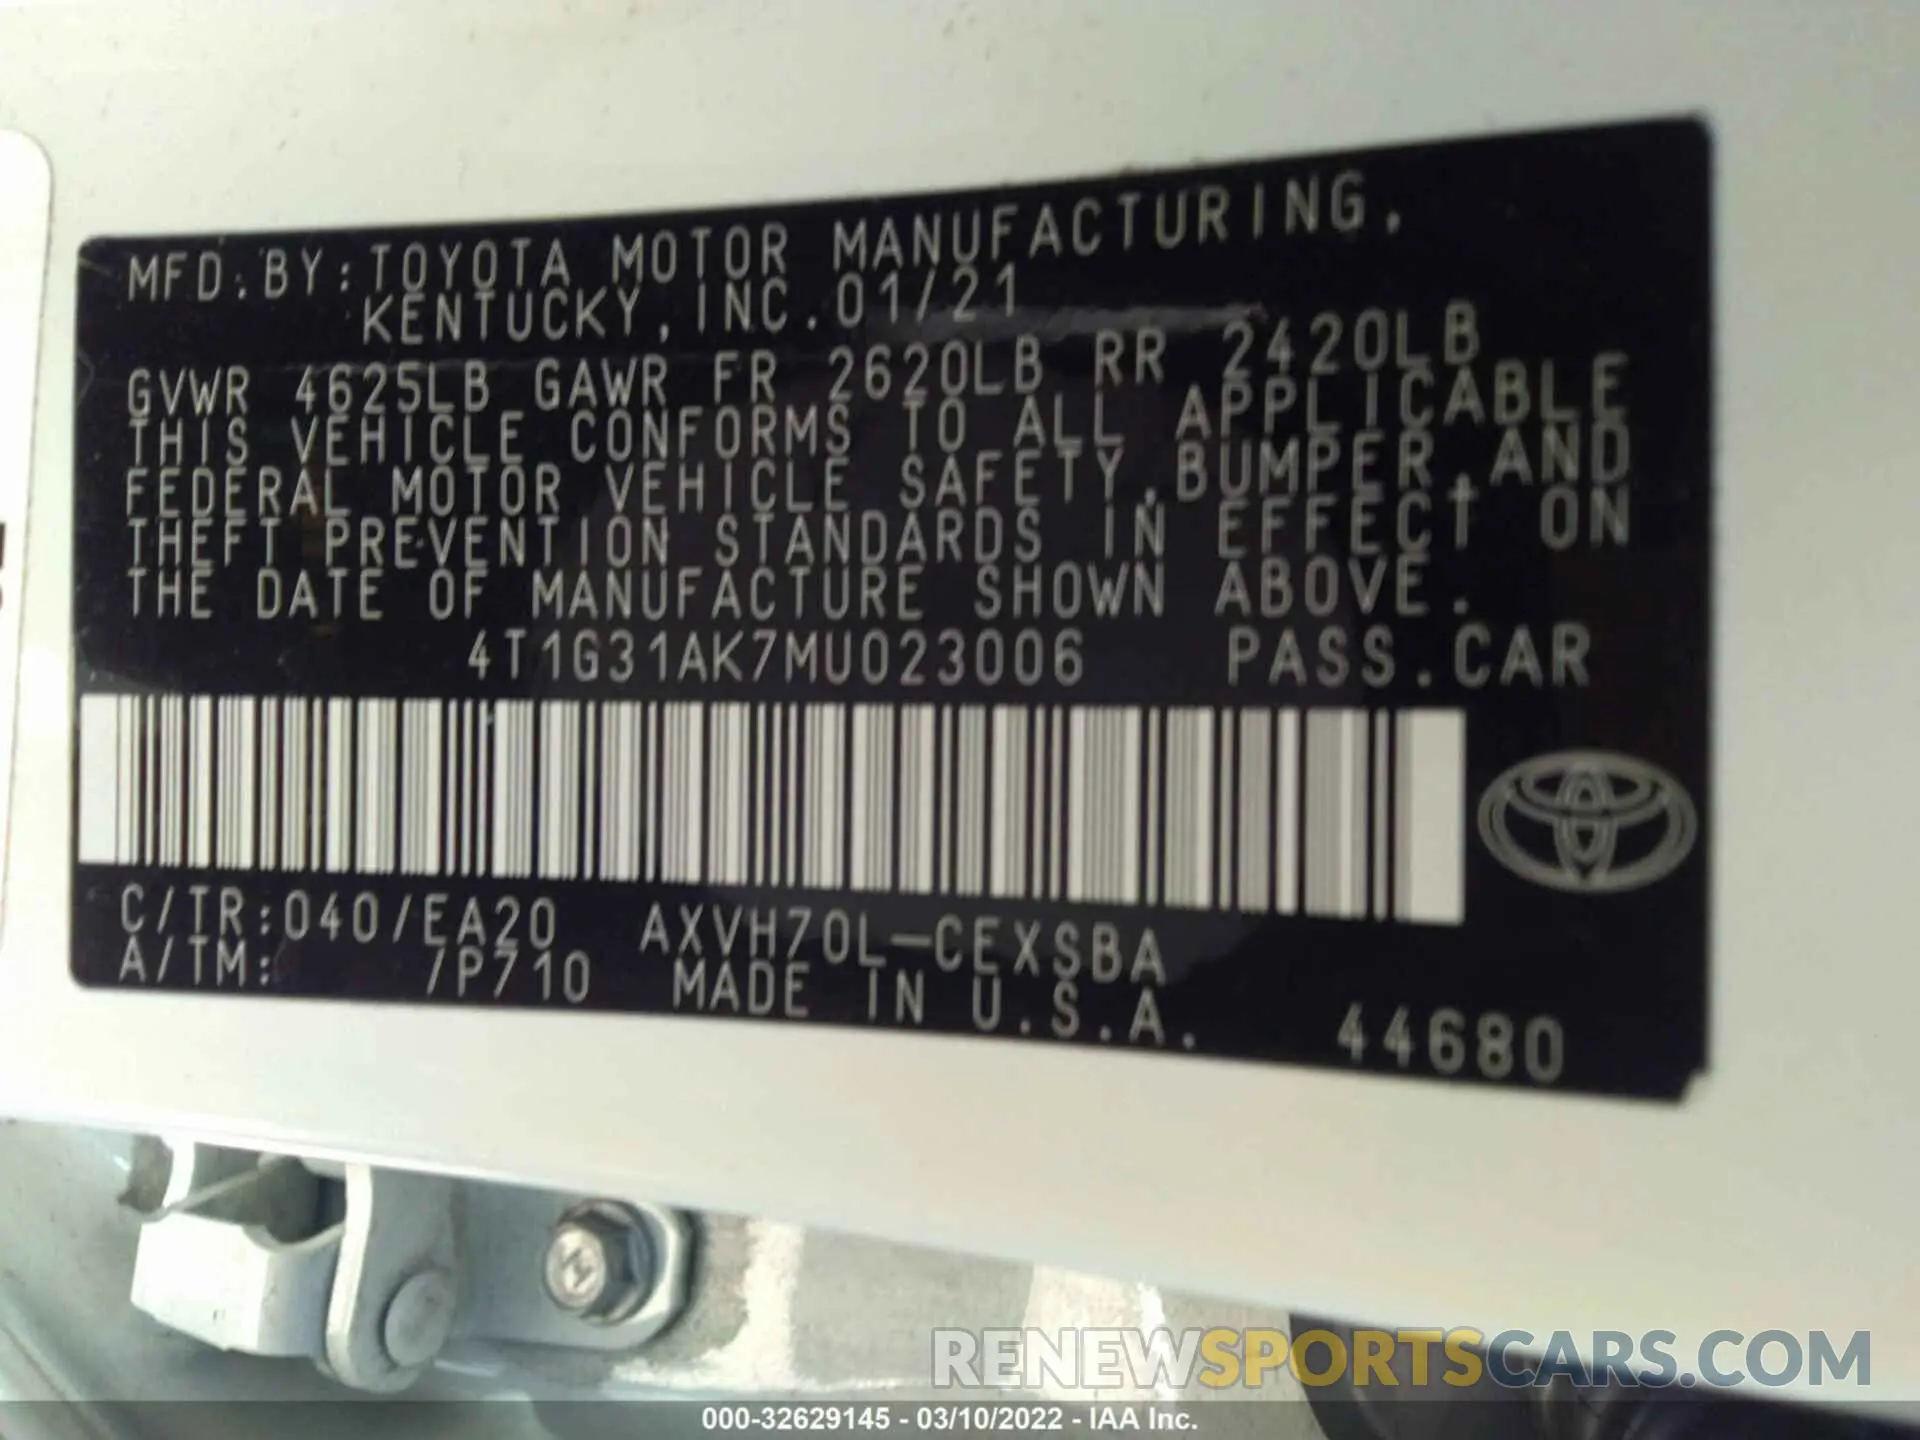 MFD.BY:TOYOTA MOTOR MANUFACTURING,
KENTUCKY,INC.01/21
GVWR 4625LB GAWR FR 2620LB RR 2420LB
THIS VEHICLE CONFORMS TO ALL APPLICABLE
FEDERAL MOTOR VEHICLE SAFETY,BUMPER,AND
THEFT PREVENTION STANDARDS IN EFFECT ON
THE DATE OF MANUFACTURE SHOWN ABOVE.
4T1G31AK7MU023006 PASS.CAR
C/TR:040/EA20 AXVH70L-CEXSBA
A/TM: /P710 MADE IN U.S.A. 44680
RENEWSPORTSCARS.COM
000-32629145 - 03/10/2022 - IAA Inc.